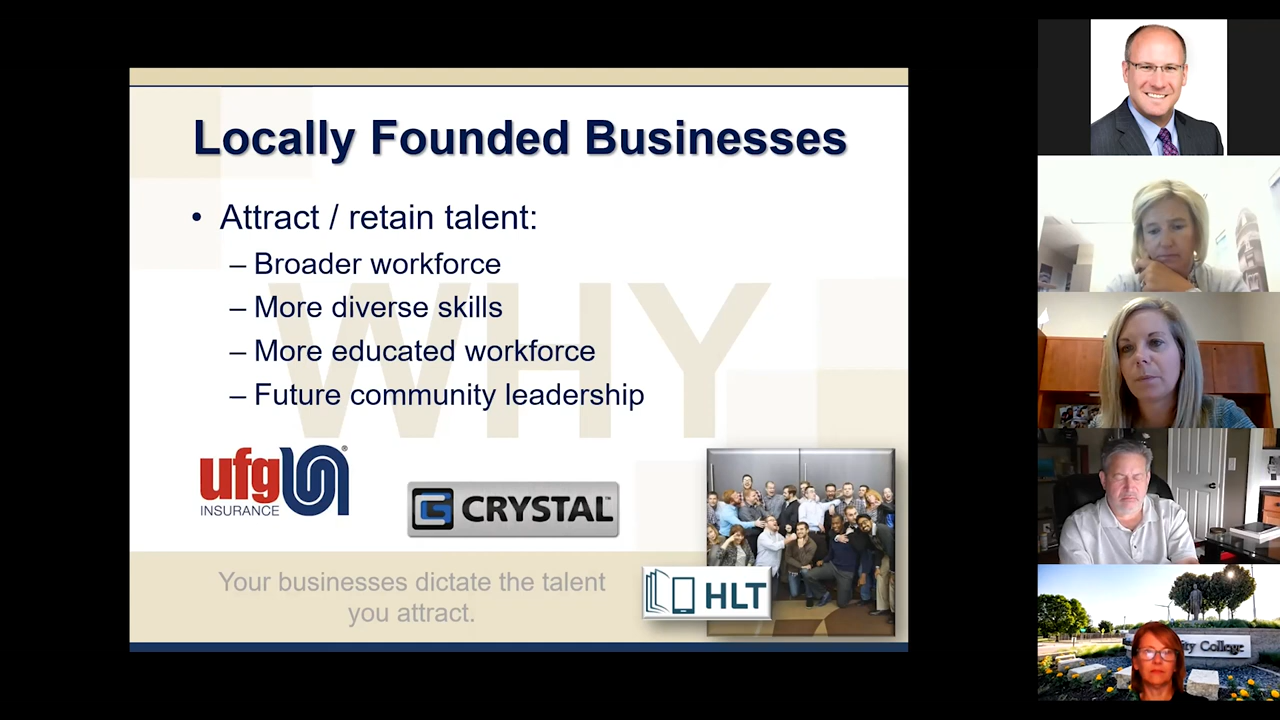 Locally Founded Businesses
• Attract / retain talent:
– Broader workforce
– More diverse skills
– More educated workforce
– Future community leadership
WHY
ufg
INSURANCE
®
CRYSTAL™
HLT
Your businesses dictate the talent
you attract.
College